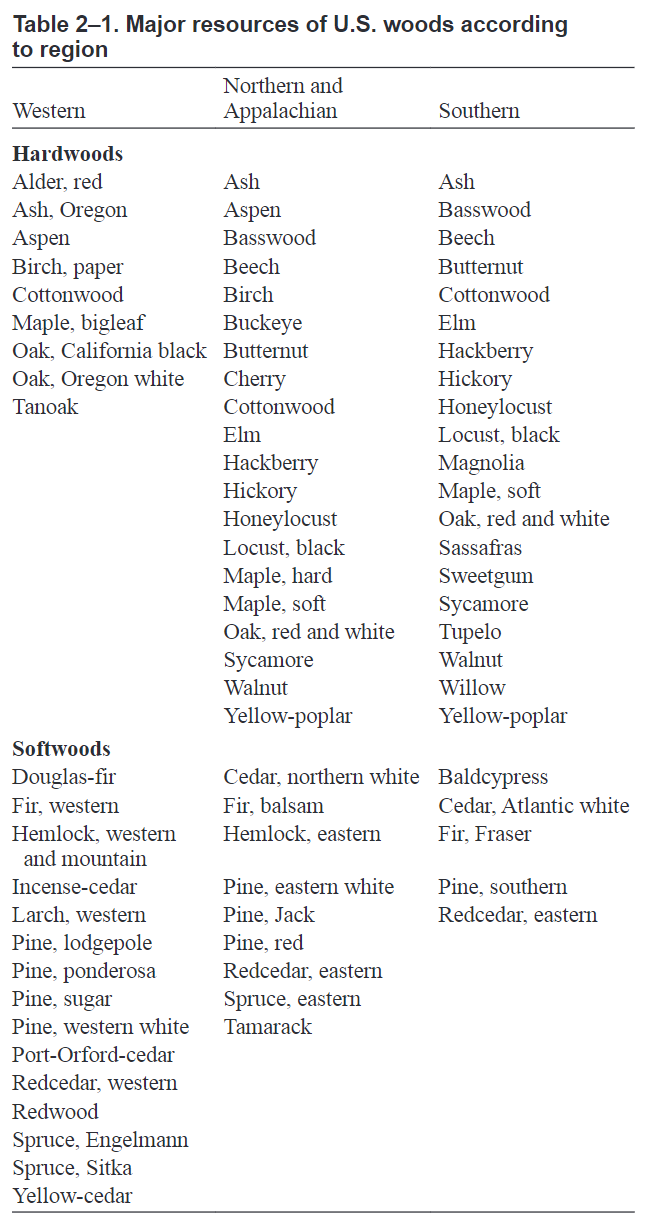 Table 2–1. Major resources of U.S. woods according
to region
Western Northern and Appalachian Southern
Hardwoods
Alder, red Ash Ash
Ash, Oregon Aspen Basswood
Aspen Basswood Beech
Birch, paper Beech Butternut
Cottonwood Birch Cottonwood
Maple, bigleaf Buckeye Elm
Oak, California black Butternut Hackberry
Oak, Oregon white Cherry Hickory
Tanoak Cottonwood Honeylocust
Elm Locust, black
Hackberry Magnolia
Hickory Maple, soft
Honeylocust Oak, red and white
Locust, black Sassafras
Maple, hard Sweetgum
Maple, soft Sycamore
Oak, red and white Tupelo
Sycamore Walnut
Walnut Willow
Yellow-poplar Yellow-poplar
Softwoods
Douglas-fir Cedar, northern white Baldcypress
Fir, western Fir, balsam Cedar, Atlantic white
Hemlock, western Hemlock, eastern Fir, Fraser
and mountain
Incense-cedar Pine, eastern white Pine, southern
Larch, western Pine, Jack Redcedar, eastern
Pine, lodgepole Pine, red
Pine, ponderosa Redcedar, eastern
Pine, sugar Spruce, eastern
Pine, western white Tamarack
Port-Orford-cedar
Redcedar, western
Redwood
Spruce, Engelmann
Spruce, Sitka
Yellow-cedar